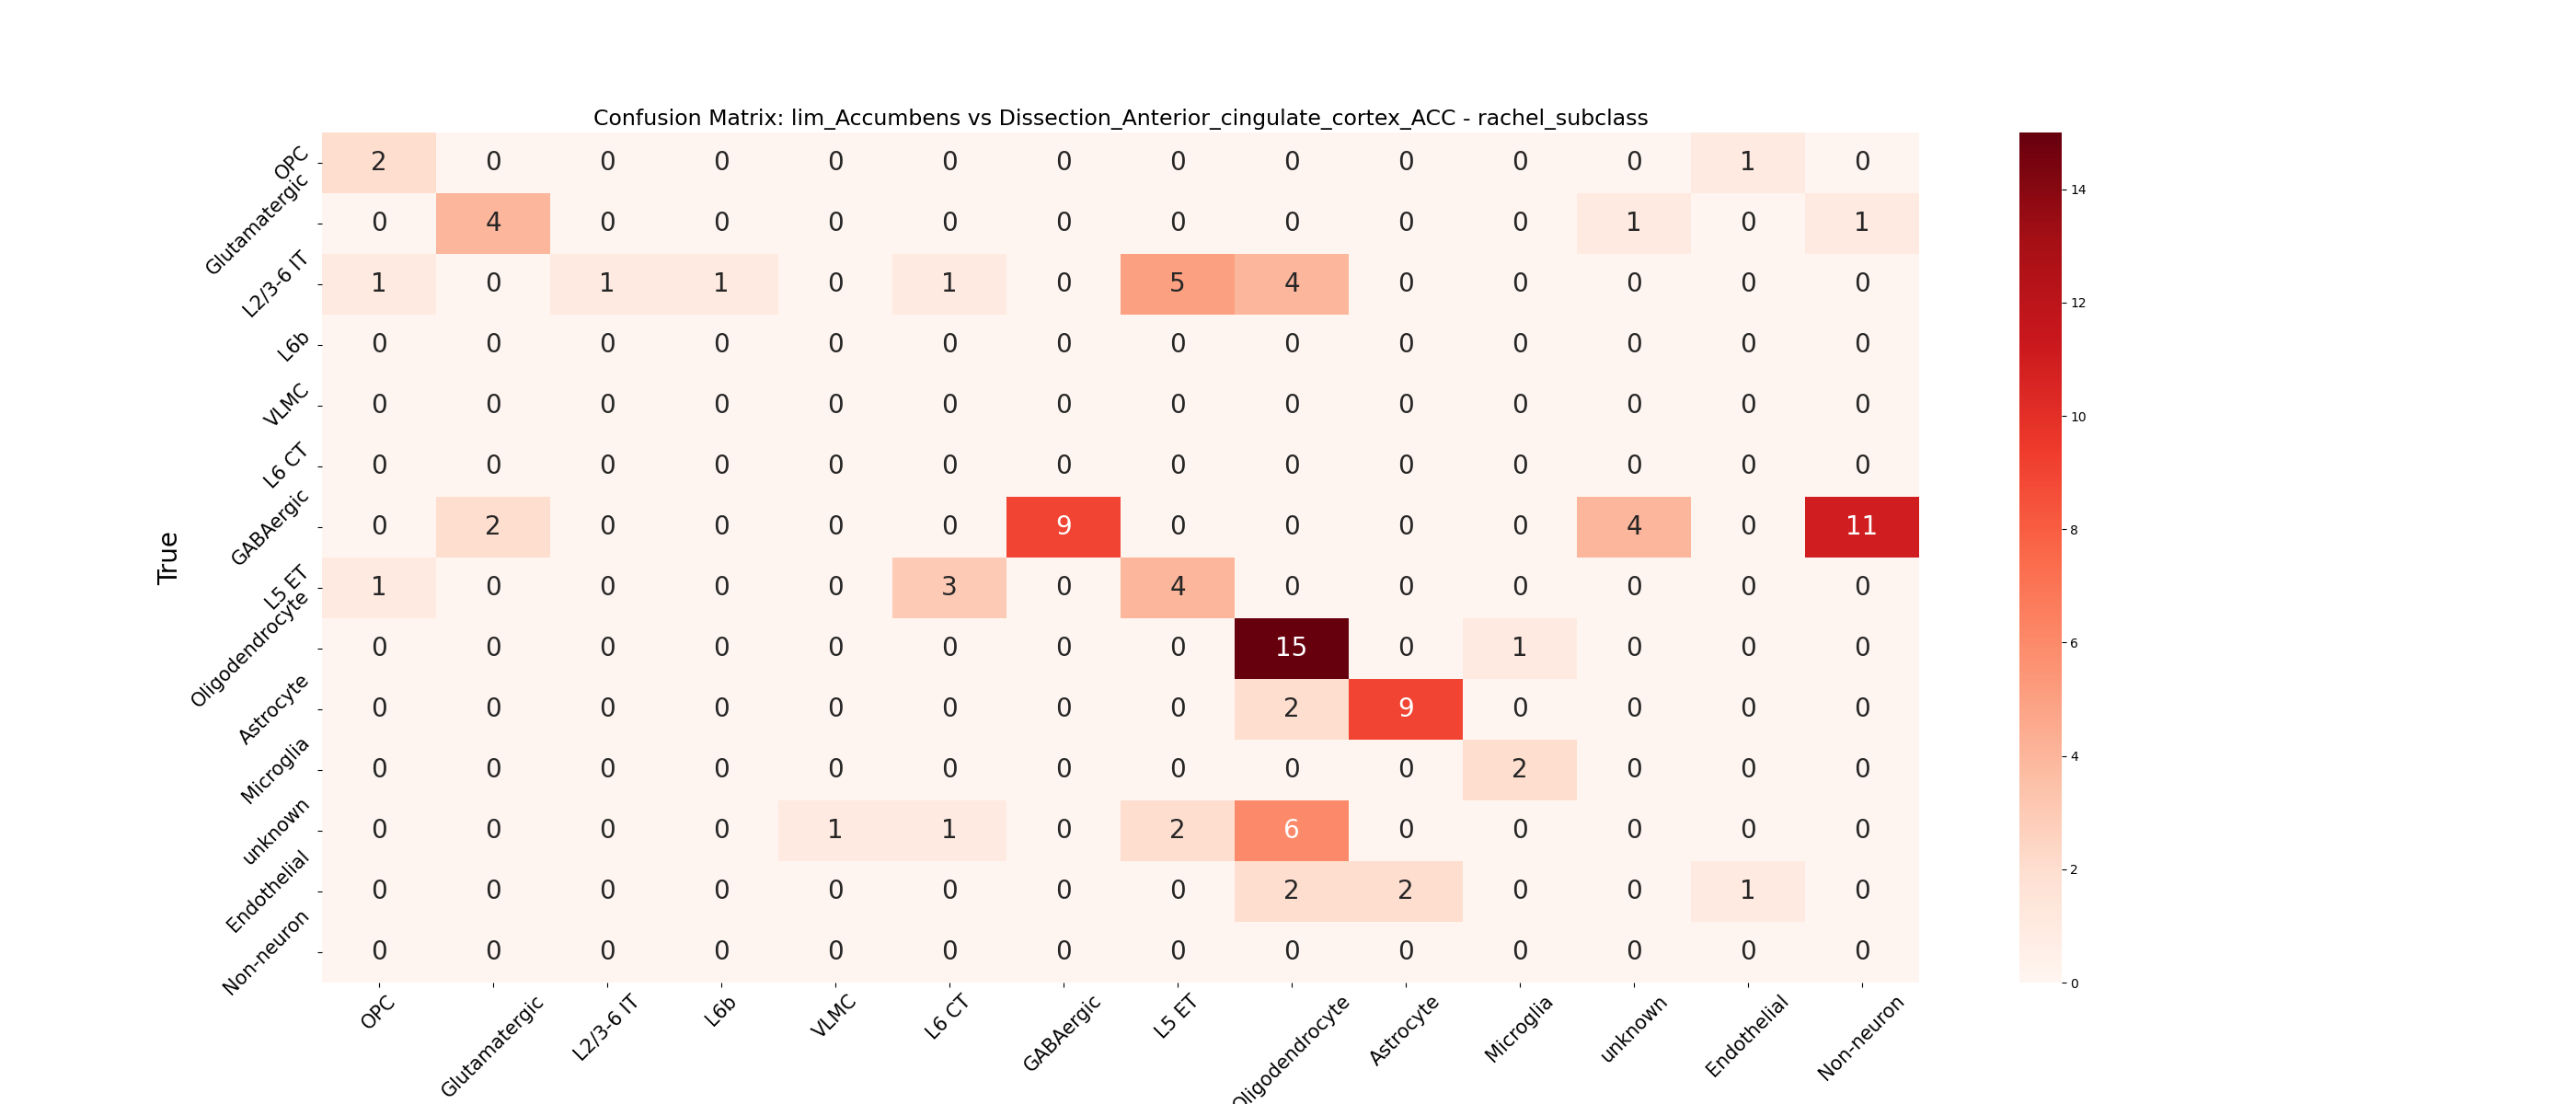 Confusion Matrix: lim_Accumbens vs Dissection_Anterior_cingulate_cortex_ACC - rachel_subclass
True
OPC 2 0 0 0 0 0 0 0 0 0 0 0 1 0
Glutamatergic 0 4 0 0 0 0 0 0 0 0 0 1 0 1
L2/3-6 IT 1 0 1 1 0 1 0 5 4 0 0 0 0 0
L6b 0 0 0 0 0 0 0 0 0 0 0 0 0 0
VLMC 0 0 0 0 0 0 0 0 0 0 0 0 0 0
L6 CT 0 0 0 0 0 0 0 0 0 0 0 0 0 0
GABAergic 0 2 0 0 0 0 9 0 0 0 0 4 0 11
L5 ET 1 0 0 0 0 3 0 4 0 0 0 0 0 0
Oligodendrocyte 0 0 0 0 0 0 0 0 15 0 1 0 0 0
Astrocyte 0 0 0 0 0 0 0 0 2 9 0 0 0 0
Microglia 0 0 0 0 0 0 0 0 0 0 2 0 0 0
unknown 0 0 0 0 1 1 0 2 6 0 0 0 0 0
Endothelial 0 0 0 0 0 0 0 0 2 2 0 0 1 0
Non-neuron 0 0 0 0 0 0 0 0 0 0 0 0 0 0
OPC Glutamatergic L2/3-6 IT L6b VLMC L6 CT GABAergic L5 ET Oligodendrocyte Astrocyte Microglia unknown Endothelial Non-neuron
14
12
10
8
6
4
2
0